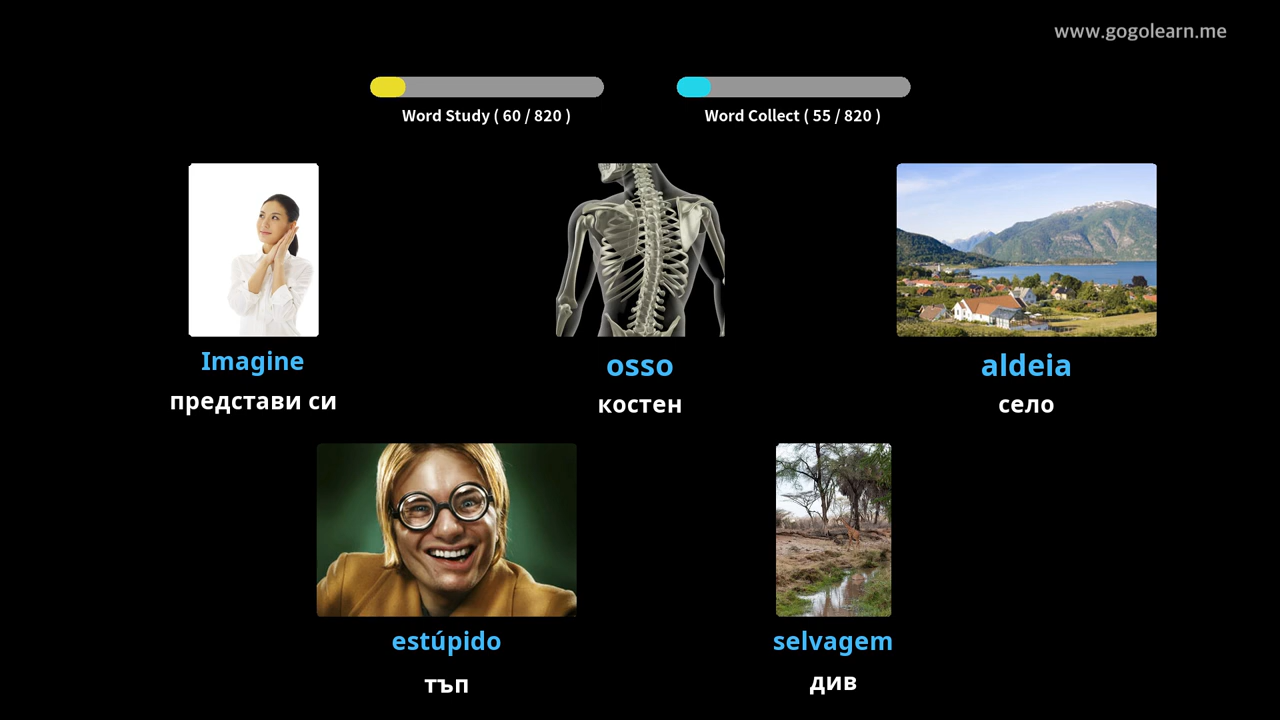 www.gogolearn.me
Word Study ( 60 / 820 )
Word Collect ( 55 / 820 )
Imagine
представи си
osso
костен
aldeia
село
estúpido
тъп
selvagem
див